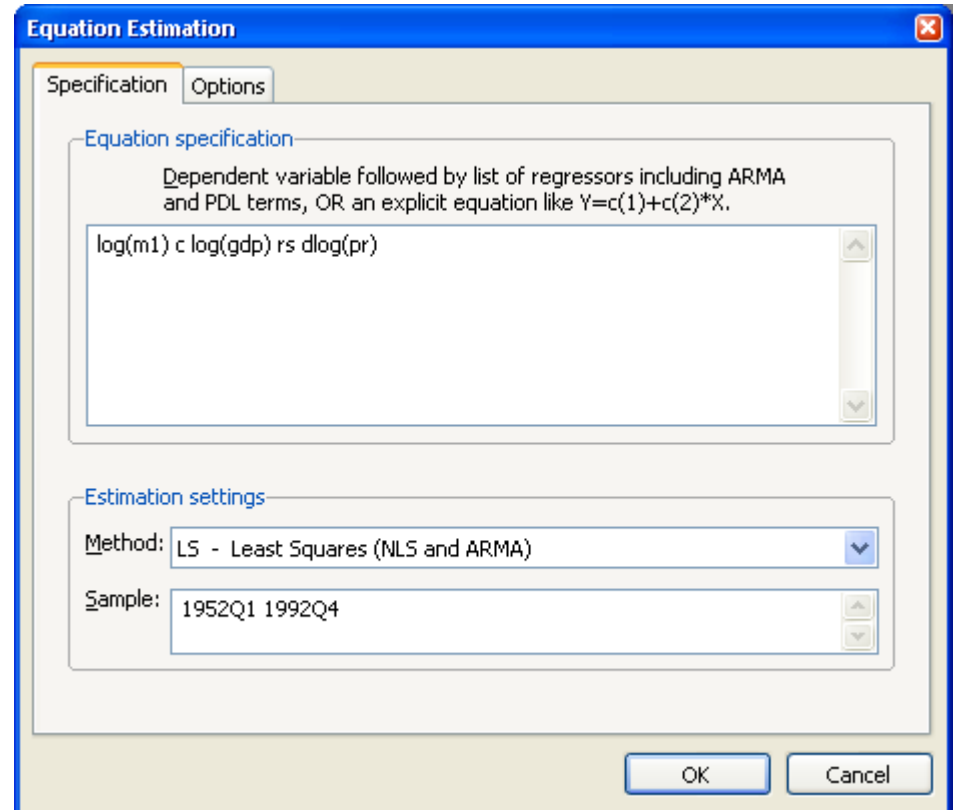 Equation Estimation
Specification Options
Equation specification
Dependent variable followed by list of regressors including ARMA
and PDL terms, OR an explicit equation like Y=c(1)+c(2)*X.
log(m1) c log(gdp) rs dlog(pr)
Estimation settings
Method: LS - Least Squares (NLS and ARMA)
Sample: 1952Q1 1992Q4
OK Cancel